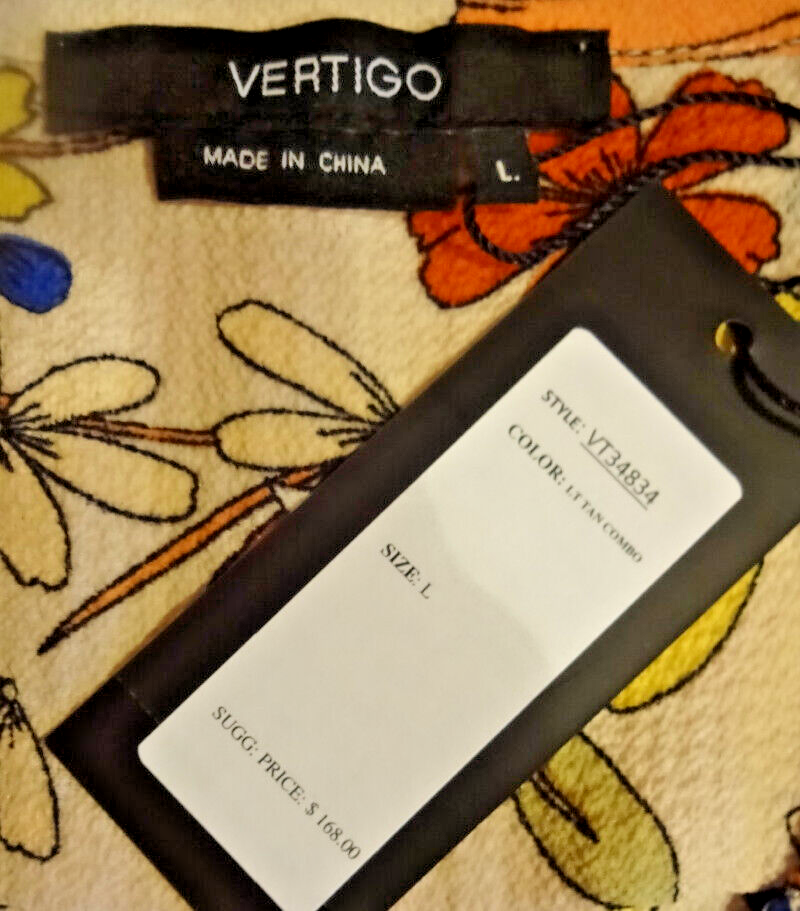 VERTIGO
MADE IN CHINA
L.
STYLE: VT34834
COLOR: LT TAN COMBO
SIZE: L
SUGG: PRICE: $ 168.00